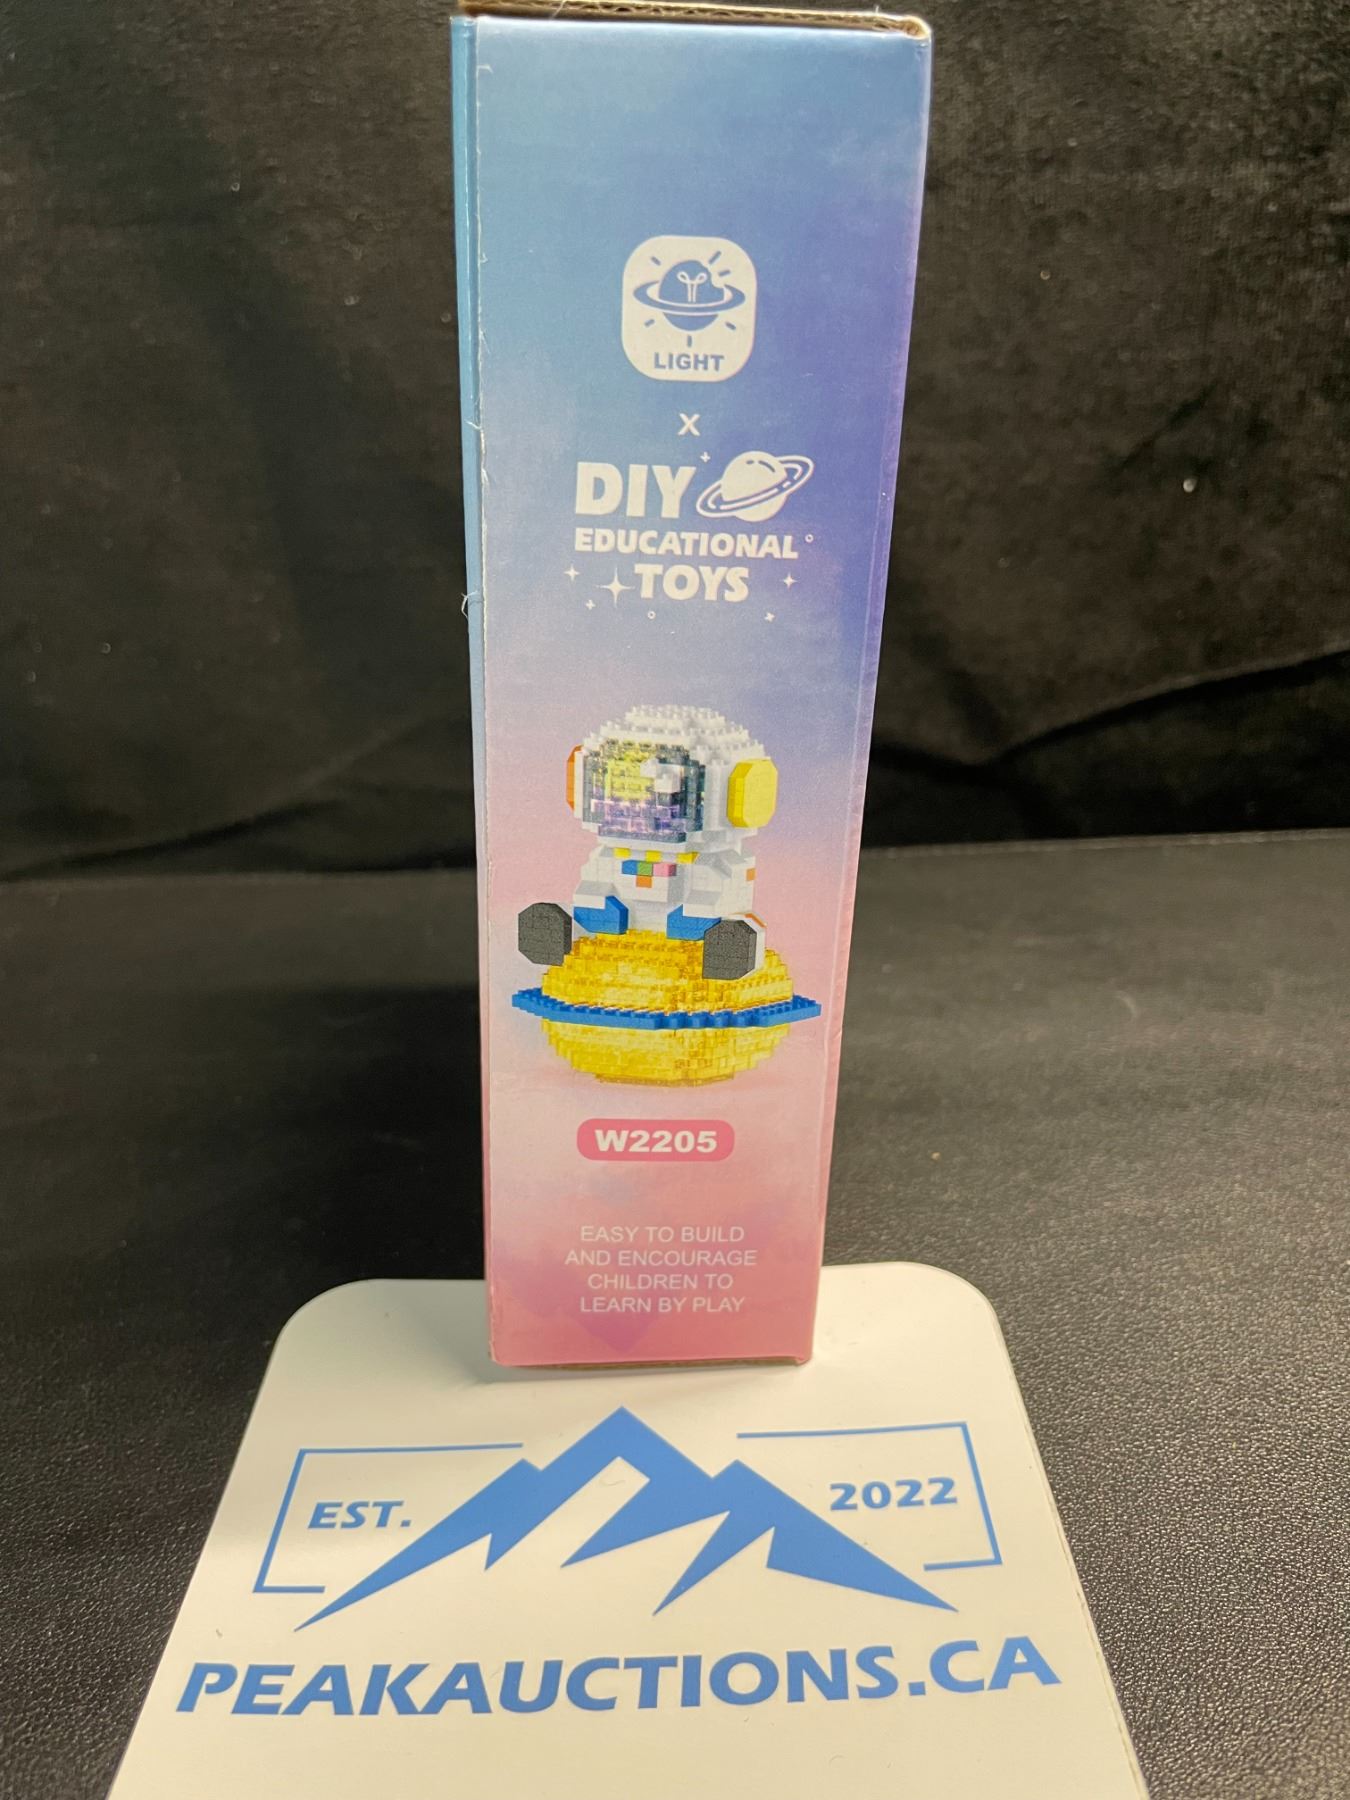 LIGHT
X
DIY
EDUCATIONAL
TOYS
W2205
EASY TO BUILD
AND ENCOURAGE
CHILDREN TO
LEARN BY PLAY
EST. 2022
PEAKAUCTIONS.CA